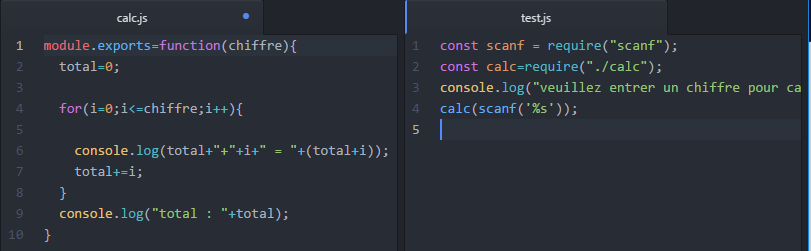 calc.js
1 module.exports=function(chiffre){
2 total=0;
3
4 for(i=0;i<=chiffre;i++){
5
6 console.log(total+"+"+i+" = "+(total+i));
7 total+=i;
8 }
9 console.log("total : "+total);
10 }
test.js
1 const scanf = require("scanf");
2 const calc=require("./calc");
3 console.log("veuillez entrer un chiffre pour ca
4 calc(scanf('%s'));
5